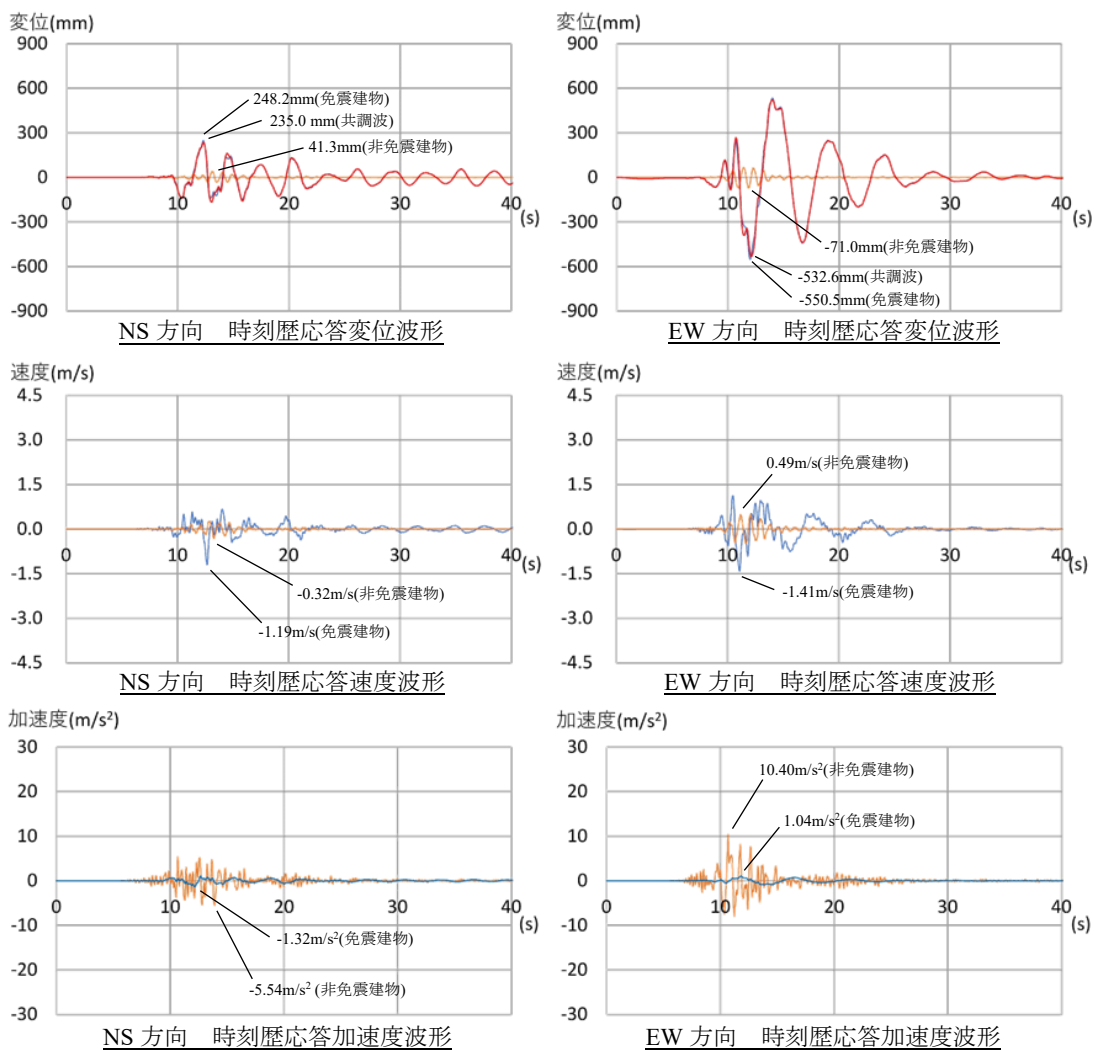 変位(mm)
900
600
300
0
-300
-600
-900
0
10
20
30
40
(s)
248.2mm(免震建物)
235.0 mm(共調波)
41.3mm(非免震建物)
NS 方向　時刻歴応答変位波形
変位(mm)
900
600
300
0
-300
-600
-900
0
10
20
30
40
(s)
-71.0mm(非免震建物)
-532.6mm(共調波)
-550.5mm(免震建物)
EW 方向　時刻歴応答変位波形
速度(m/s)
4.5
3.0
1.5
0.0
-1.5
-3.0
-4.5
0
10
20
30
40
(s)
-0.32m/s(非免震建物)
-1.19m/s(免震建物)
NS 方向　時刻歴応答速度波形
速度(m/s)
4.5
3.0
1.5
0.0
-1.5
-3.0
-4.5
0
10
20
30
40
(s)
0.49m/s(非免震建物)
-1.41m/s(免震建物)
EW 方向　時刻歴応答速度波形
加速度(m/s²)
30
20
10
0
-10
-20
-30
0
10
20
30
40
(s)
-1.32m/s²(免震建物)
-5.54m/s² (非免震建物)
NS 方向　時刻歴応答加速度波形
加速度(m/s²)
30
20
10
0
-10
-20
-30
0
10
20
30
40
(s)
10.40m/s²(非免震建物)
1.04m/s²(免震建物)
EW 方向　時刻歴応答加速度波形